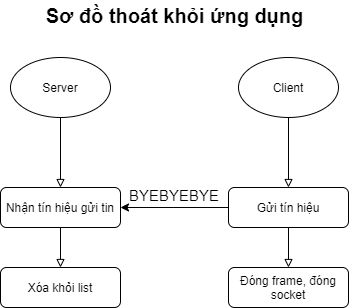 Sơ đồ thoát khỏi ứng dụng
Server
Client
BYEBYEBYE
Nhận tín hiệu gửi tin
Gửi tín hiệu
Xóa khỏi list
Đóng frame, đóng
socket